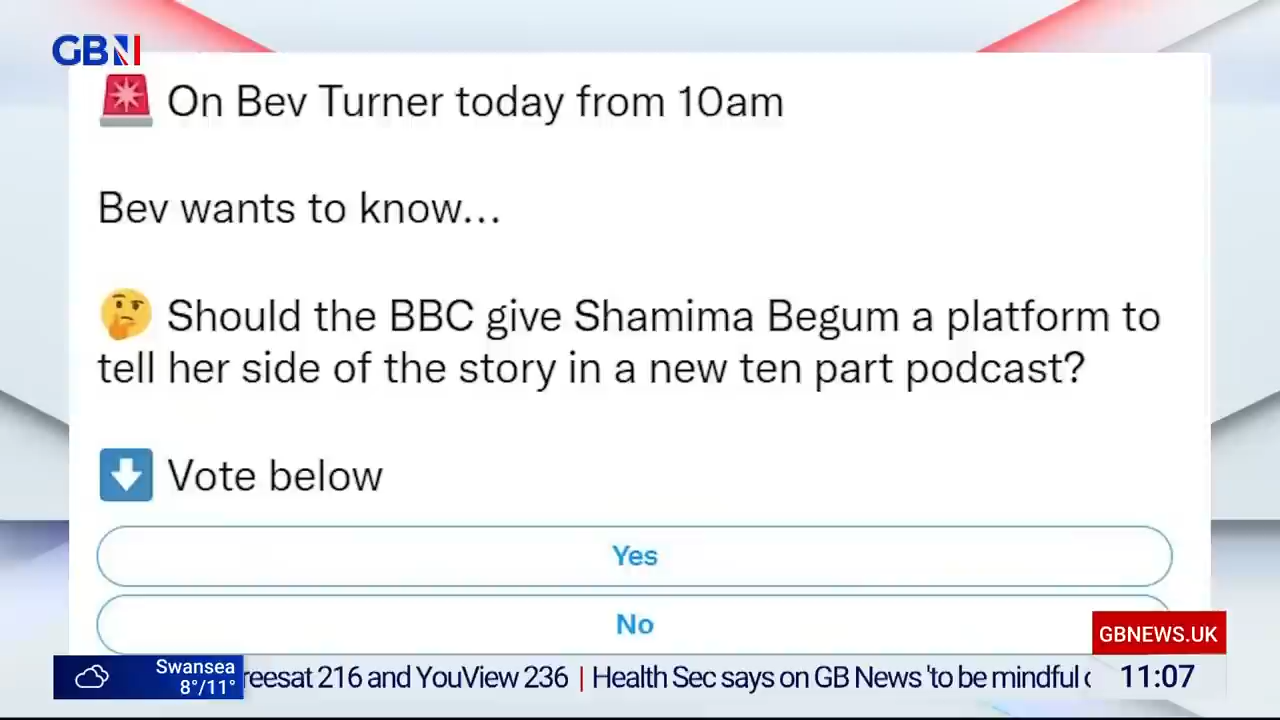 GBN
On Bev Turner today from 10am
Bev wants to know...
Should the BBC give Shamima Begum a platform to
tell her side of the story in a new ten part podcast?
Vote below
Yes
No
GBNEWS.UK
Swansea
8°/11°
reesat 216 and YouView 236 | Health Sec says on GB News 'to be mindful
11:07